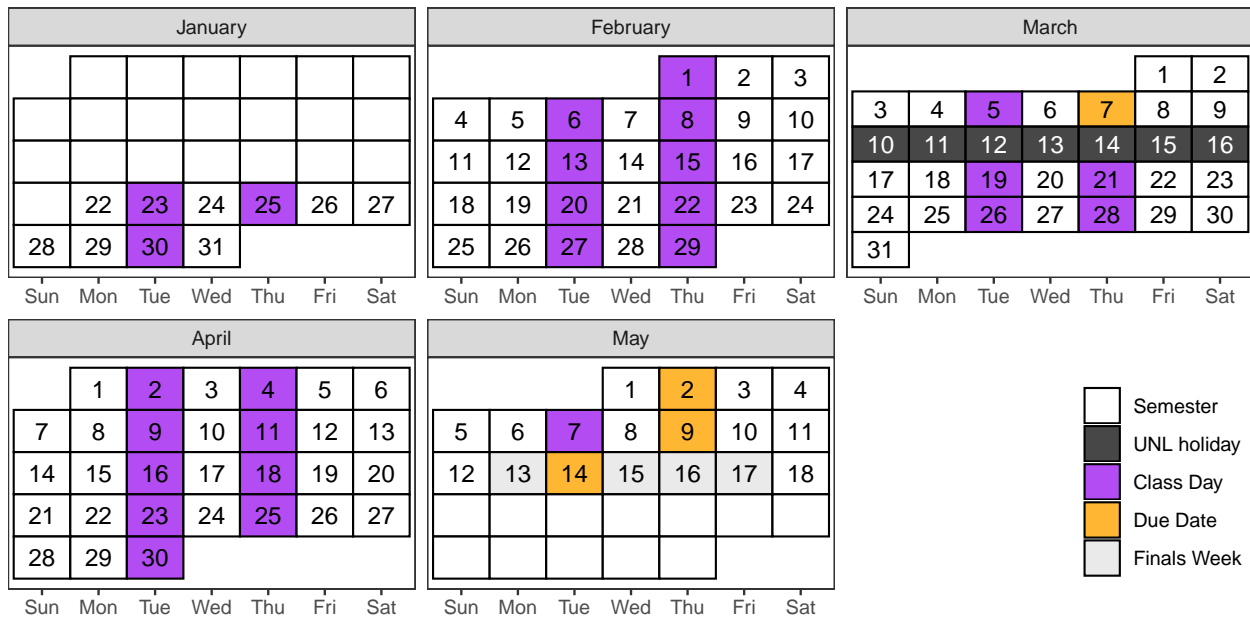 January
22 23 24 25 26 27
28 29 30 31
Sun Mon Tue Wed Thu Fri Sat
February
1 2 3
4 5 6 7 8 9 10
11 12 13 14 15 16 17
18 19 20 21 22 23 24
25 26 27 28 29
Sun Mon Tue Wed Thu Fri Sat
March
1 2
3 4 5 6 7 8 9
10 11 12 13 14 15 16
17 18 19 20 21 22 23
24 25 26 27 28 29 30
31
Sun Mon Tue Wed Thu Fri Sat
April
1 2 3 4 5 6
7 8 9 10 11 12 13
14 15 16 17 18 19 20
21 22 23 24 25 26 27
28 29 30
Sun Mon Tue Wed Thu Fri Sat
May
1 2 3 4
5 6 7 8 9 10 11
12 13 14 15 16 17 18
Sun Mon Tue Wed Thu Fri Sat
Semester
UNL holiday
Class Day
Due Date
Finals Week